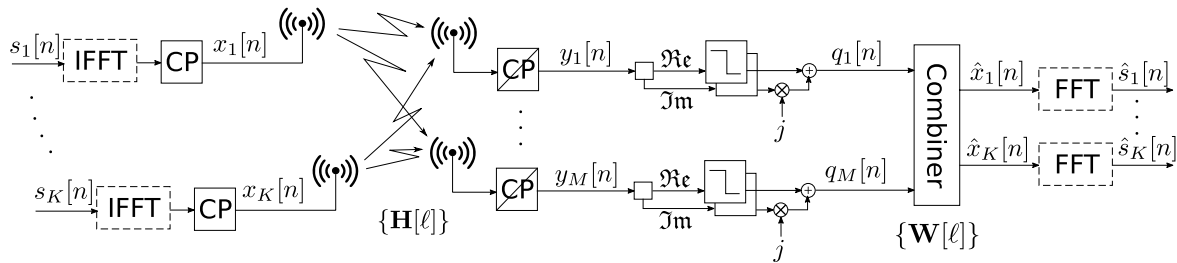 s_1[n] IFFT CP x_1[n] CP y_1[n] ℜe ℑm j q_1[n] Combiner x̂_1[n] FFT ŝ_1[n]
s_K[n] IFFT CP x_K[n] CP y_M[n] ℜe ℑm j q_M[n] x̂_K[n] FFT ŝ_K[n]
{H[ℓ]} {W[ℓ]}